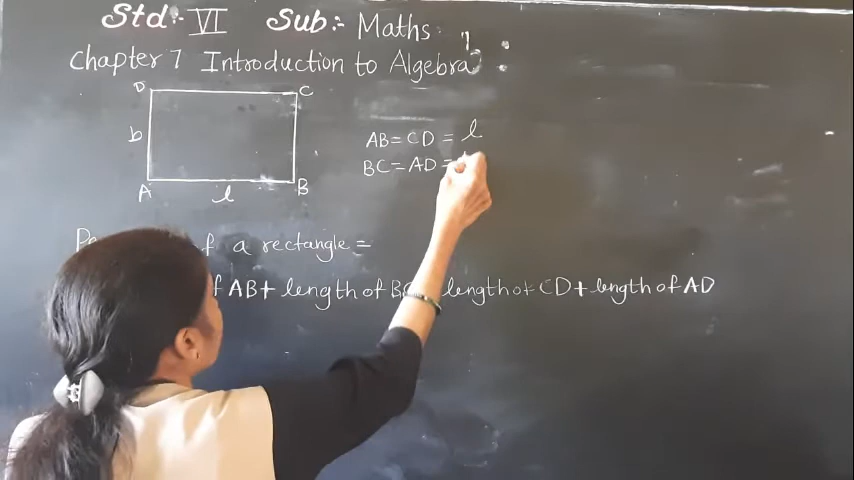 Std:- VI Sub:- Maths
Chapter 7 Introduction to Algebra
D C
b
A l B
AB = CD = l
BC = AD =
of a rectangle =
AB + length of length of CD + length of AD